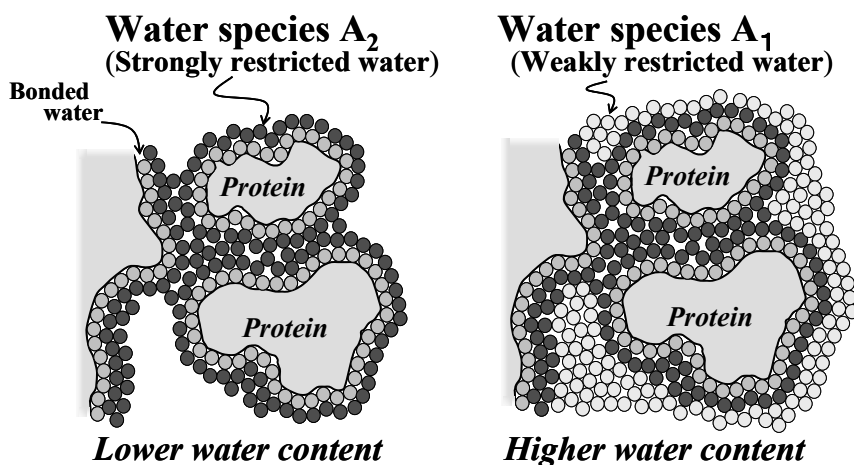 Water species A₂
(Strongly restricted water)
Bonded
water
Protein
Protein
Lower water content
Water species A₁
(Weakly restricted water)
Protein
Protein
Higher water content